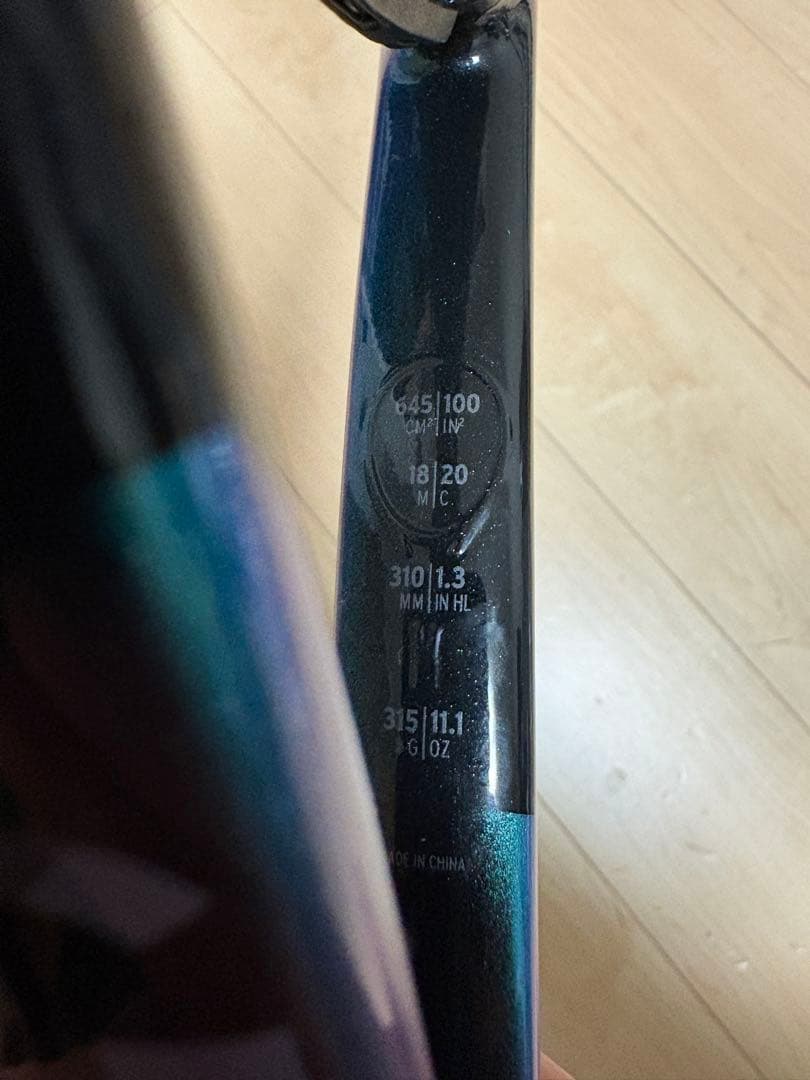 645|100
CM²|IN²
18|20
M|C
310|1.3
MM|IN HL
315|11.1
G|OZ
MADE IN CHINA